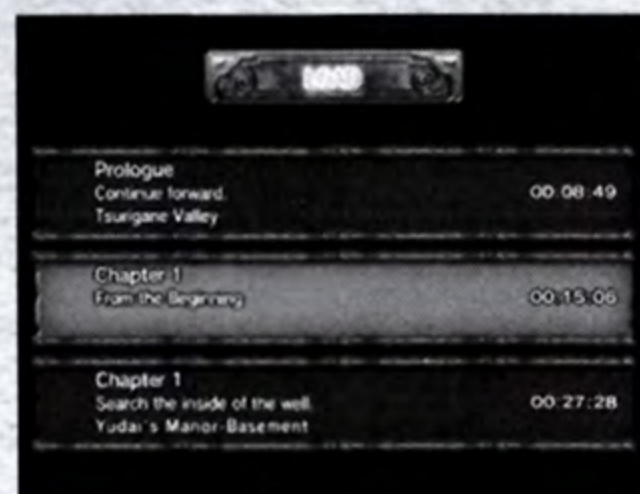 LOAD
Prologue
Continue forward.
00:08:49
Tsurigane Valley
Chapter 1
From the Beginning
00:15:06
Chapter 1
Search the inside of the well.
00:27:28
Yudai's Manor-Basement